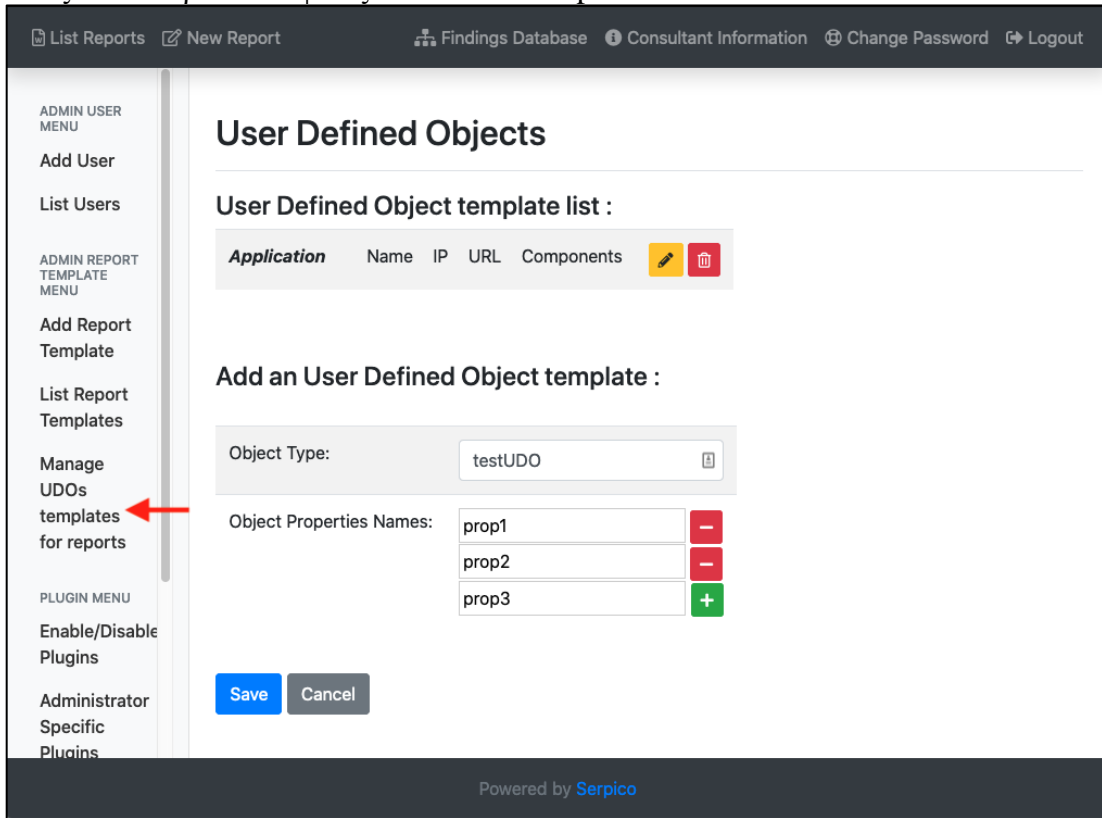 List Reports New Report Findings Database Consultant Information Change Password Logout
ADMIN USER
MENU
Add User
List Users
ADMIN REPORT
TEMPLATE
MENU
Add Report
Template
List Report
Templates
Manage
UDOs
templates
for reports
PLUGIN MENU
Enable/Disable
Plugins
Administrator
Specific
Plugins
User Defined Objects
User Defined Object template list :
Application Name IP URL Components
Add an User Defined Object template :
Object Type: testUDO
Object Properties Names: prop1
prop2
prop3
Save Cancel
Powered by Serpico